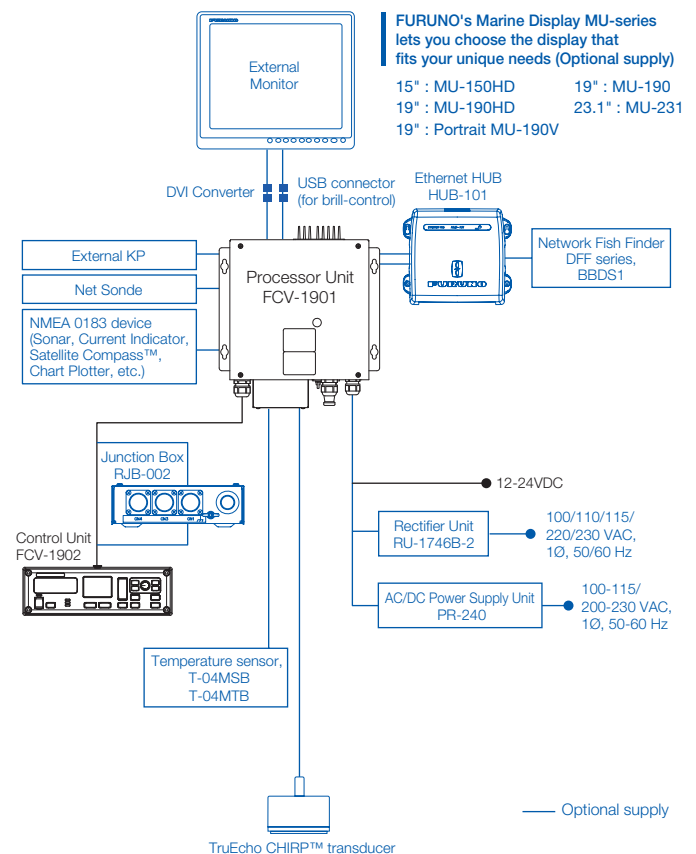 FURUNO
External
Monitor
FURUNO's Marine Display MU-series
lets you choose the display that
fits your unique needs (Optional supply)
15" : MU-150HD
19" : MU-190
19" : MU-190HD
23.1" : MU-231
19" : Portrait MU-190V
DVI Converter
USB connector
(for brill-control)
Ethernet HUB
HUB-101
FURUNO
Network Fish Finder
DFF series,
BBDS1
External KP
Net Sonde
NMEA 0183 device
(Sonar, Current Indicator,
Satellite Compass™,
Chart Plotter, etc.)
Processor Unit
FCV-1901
Junction Box
RJB-002
Control Unit
FCV-1902
12-24VDC
Rectifier Unit
RU-1746B-2
100/110/115/
220/230 VAC,
1Ø, 50/60 Hz
AC/DC Power Supply Unit
PR-240
100-115/
200-230 VAC,
1Ø, 50-60 Hz
Temperature sensor,
T-04MSB
T-04MTB
Optional supply
TruEcho CHIRP™ transducer